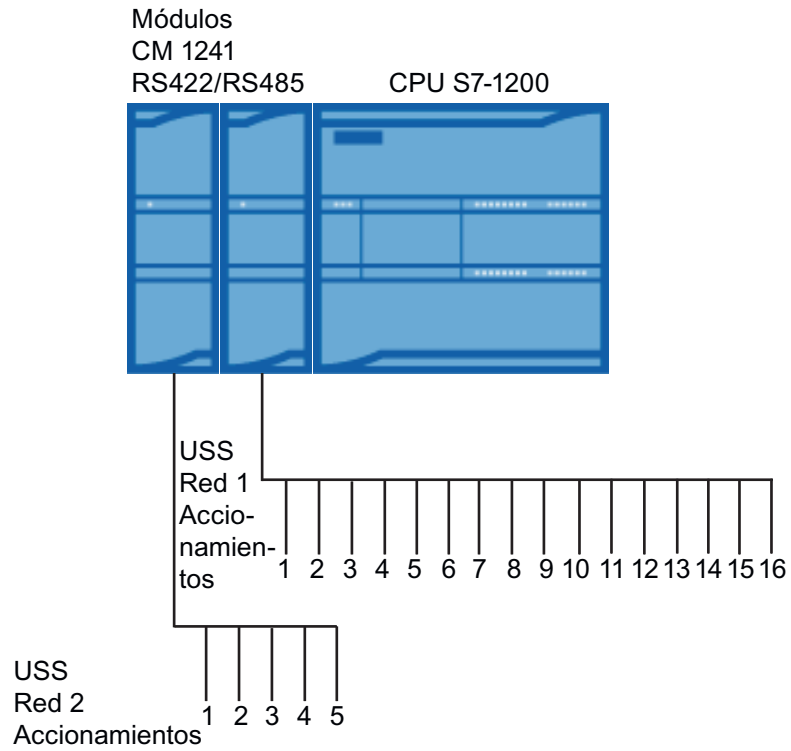 Módulos
CM 1241
RS422/RS485
CPU S7-1200
USS
Red 1
Accio-
namien-
tos
1 2 3 4 5 6 7 8 9 10 11 12 13 14 15 16
USS
Red 2
Accionamientos
1 2 3 4 5